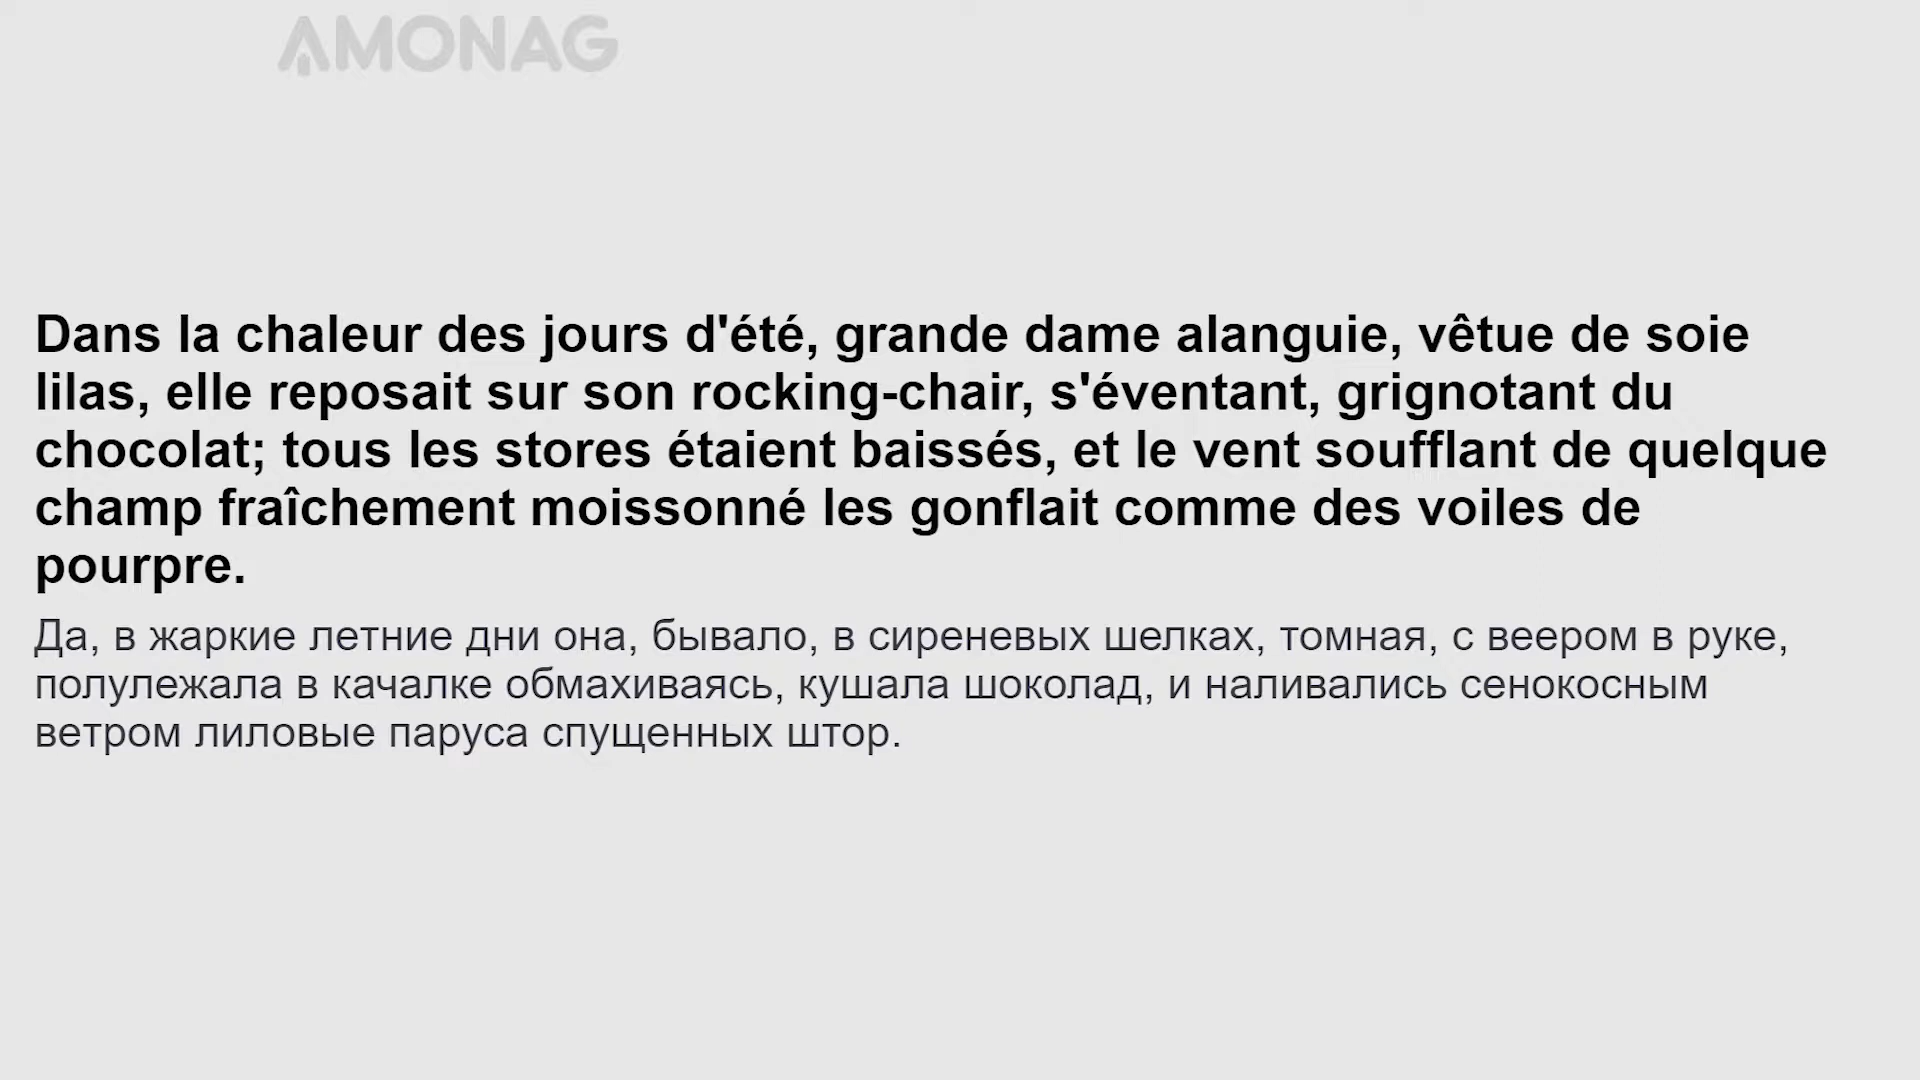 AMONAG
Dans la chaleur des jours d'été, grande dame alanguie, vêtue de soie
lilas, elle reposait sur son rocking-chair, s'éventant, grignotant du
chocolat; tous les stores étaient baissés, et le vent soufflant de quelque
champ fraîchement moissonné les gonflait comme des voiles de
pourpre.
Да, в жаркие летние дни она, бывало, в сиреневых шелках, томная, с веером в руке,
полулежала в качалке обмахиваясь, кушала шоколад, и наливались сенокосным
ветром лиловые паруса спущенных штор.